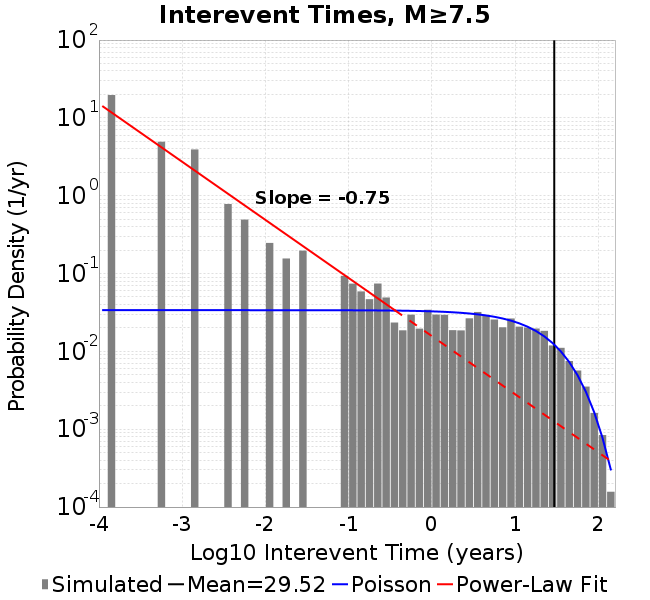 Interevent Times, M≥7.5
Probability Density (1/yr)
10^2
10^1
10^0
10^-1
10^-2
10^-3
10^-4
Slope = -0.75
-4 -3 -2 -1 0 1 2
Log10 Interevent Time (years)
Simulated Mean=29.52 Poisson Power-Law Fit